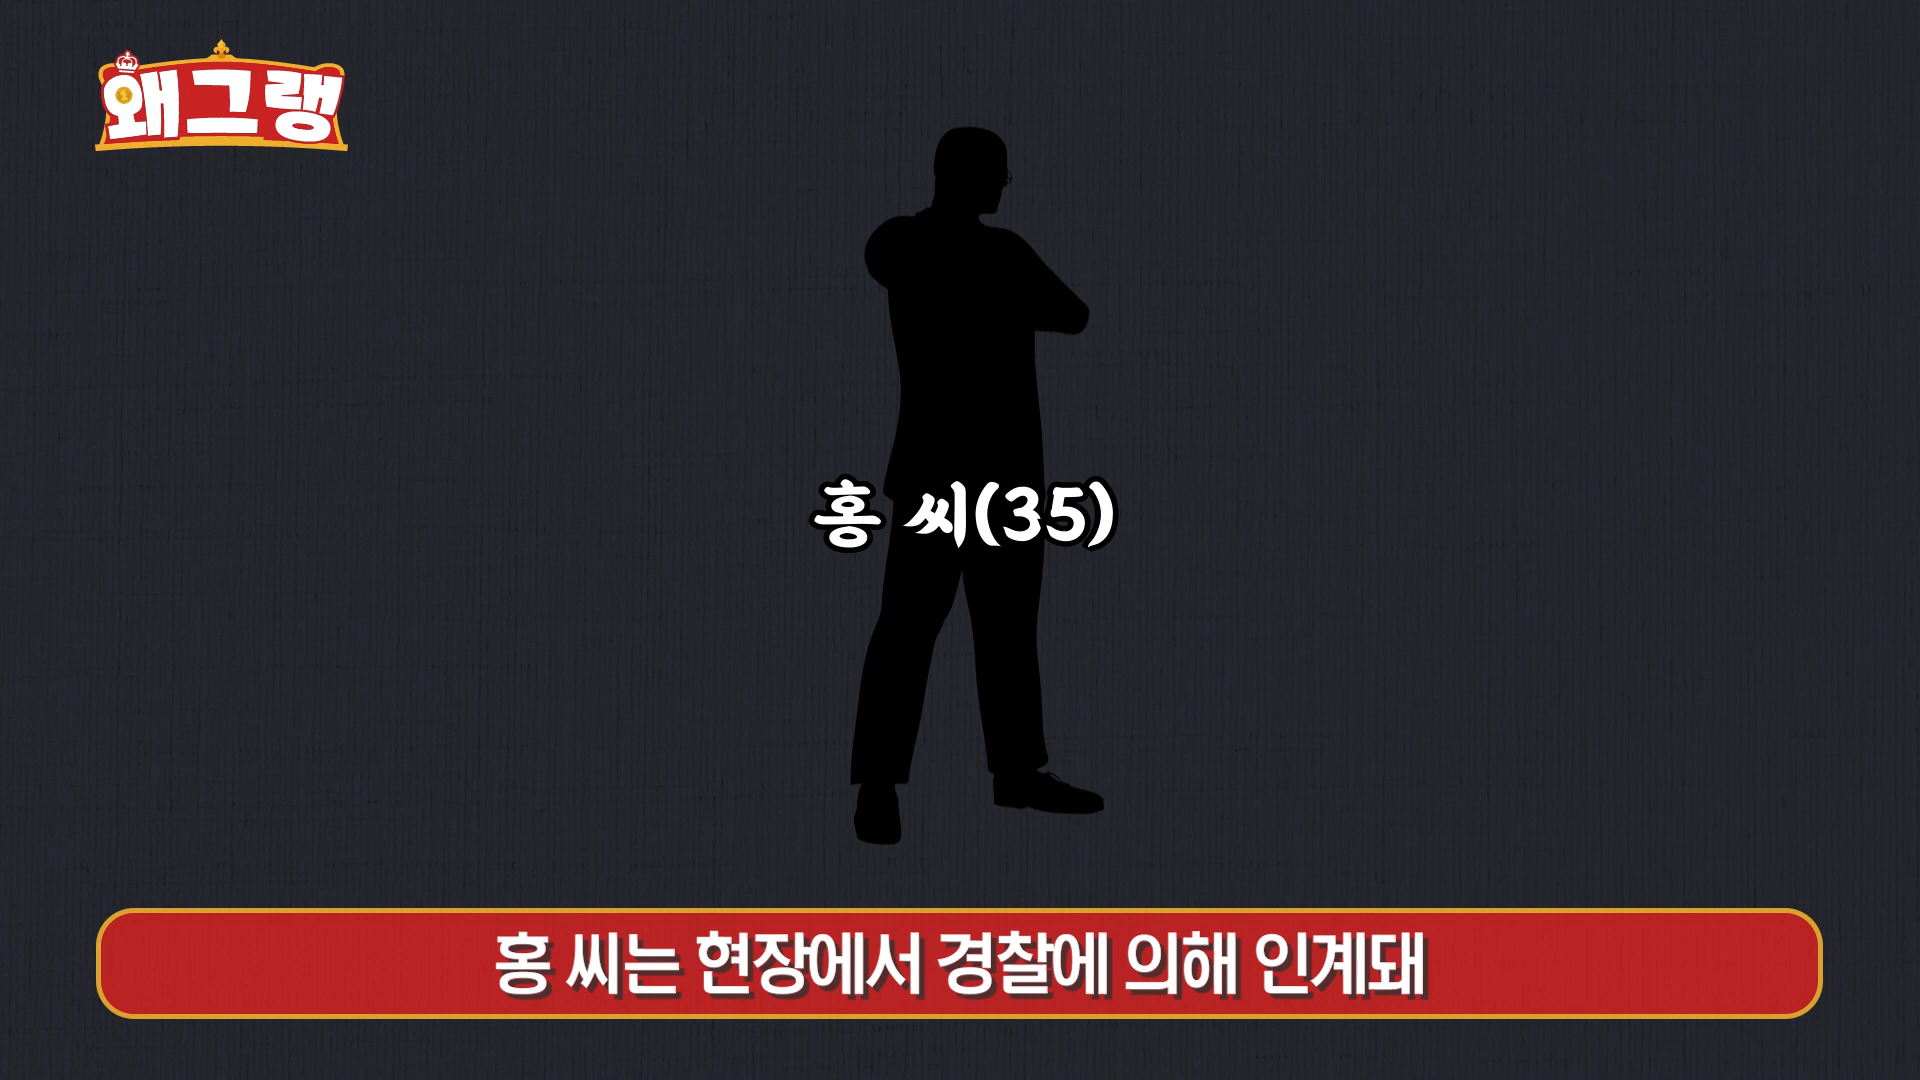 왜그랭
홍 씨(35)
홍 씨는 현장에서 경찰에 의해 인계돼